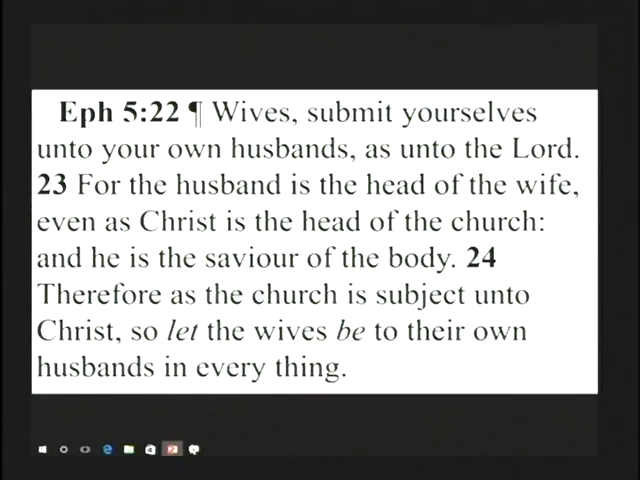 Eph 5:22 ¶ Wives, submit yourselves
unto your own husbands, as unto the Lord.
23 For the husband is the head of the wife,
even as Christ is the head of the church:
and he is the saviour of the body. 24
Therefore as the church is subject unto
Christ, so let the wives be to their own
husbands in every thing.